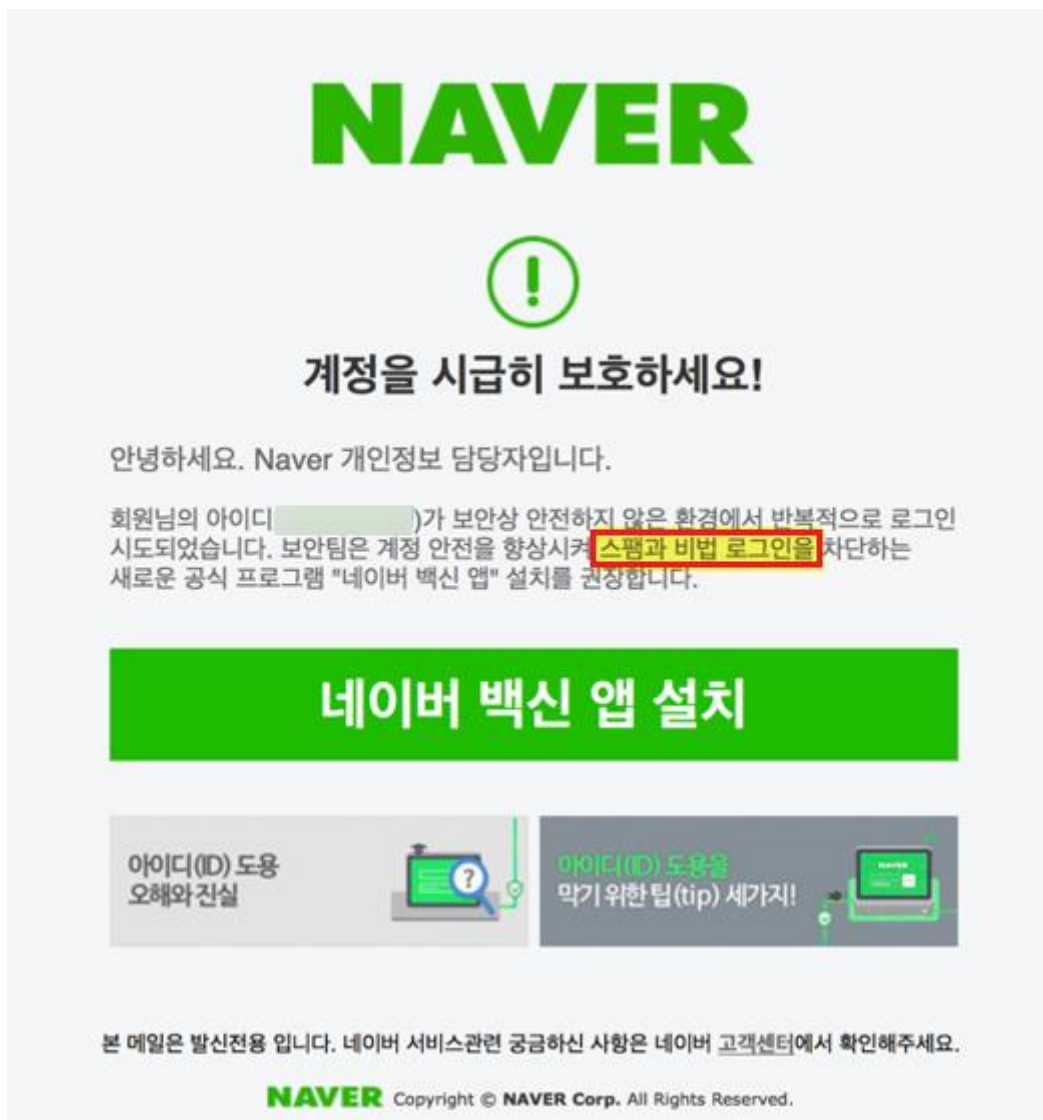 NAVER
계정을 시급히 보호하세요!
안녕하세요. Naver 개인정보 담당자입니다.
회원님의 아이디 )가 보안상 안전하지 않은 환경에서 반복적으로 로그인
시도되었습니다. 보안팀은 계정 안전을 향상시켜 스팸과 비법 로그인을 차단하는
새로운 공식 프로그램 "네이버 백신 앱" 설치를 권장합니다.
네이버 백신 앱 설치
아이디(ID) 도용
오해와 진실
아이디(ID) 도용을
막기 위한 팁(tip) 세가지!
본 메일은 발신전용 입니다. 네이버 서비스관련 궁금하신 사항은 네이버 고객센터에서 확인해주세요.
NAVER Copyright © NAVER Corp. All Rights Reserved.